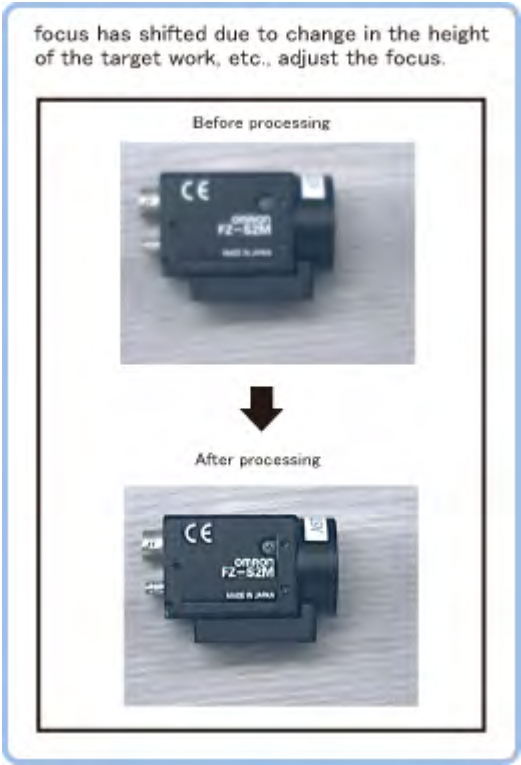 focus has shifted due to change in the height
of the target work, etc., adjust the focus.
Before processing
CE
omron
FZ-S2M
MADE IN JAPAN
After processing
CE
omron
FZ-S2M
MADE IN JAPAN